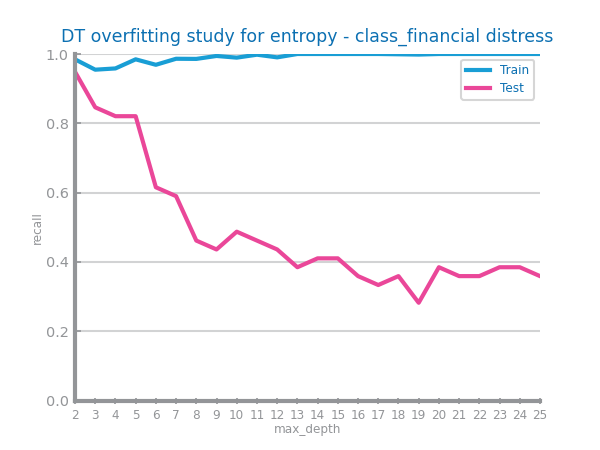 DT overfitting study for entropy - class_financial distress
1.0
0.8
0.6
0.4
0.2
0.0
recall
Train
Test
2 3 4 5 6 7 8 9 10 11 12 13 14 15 16 17 18 19 20 21 22 23 24 25
max_depth